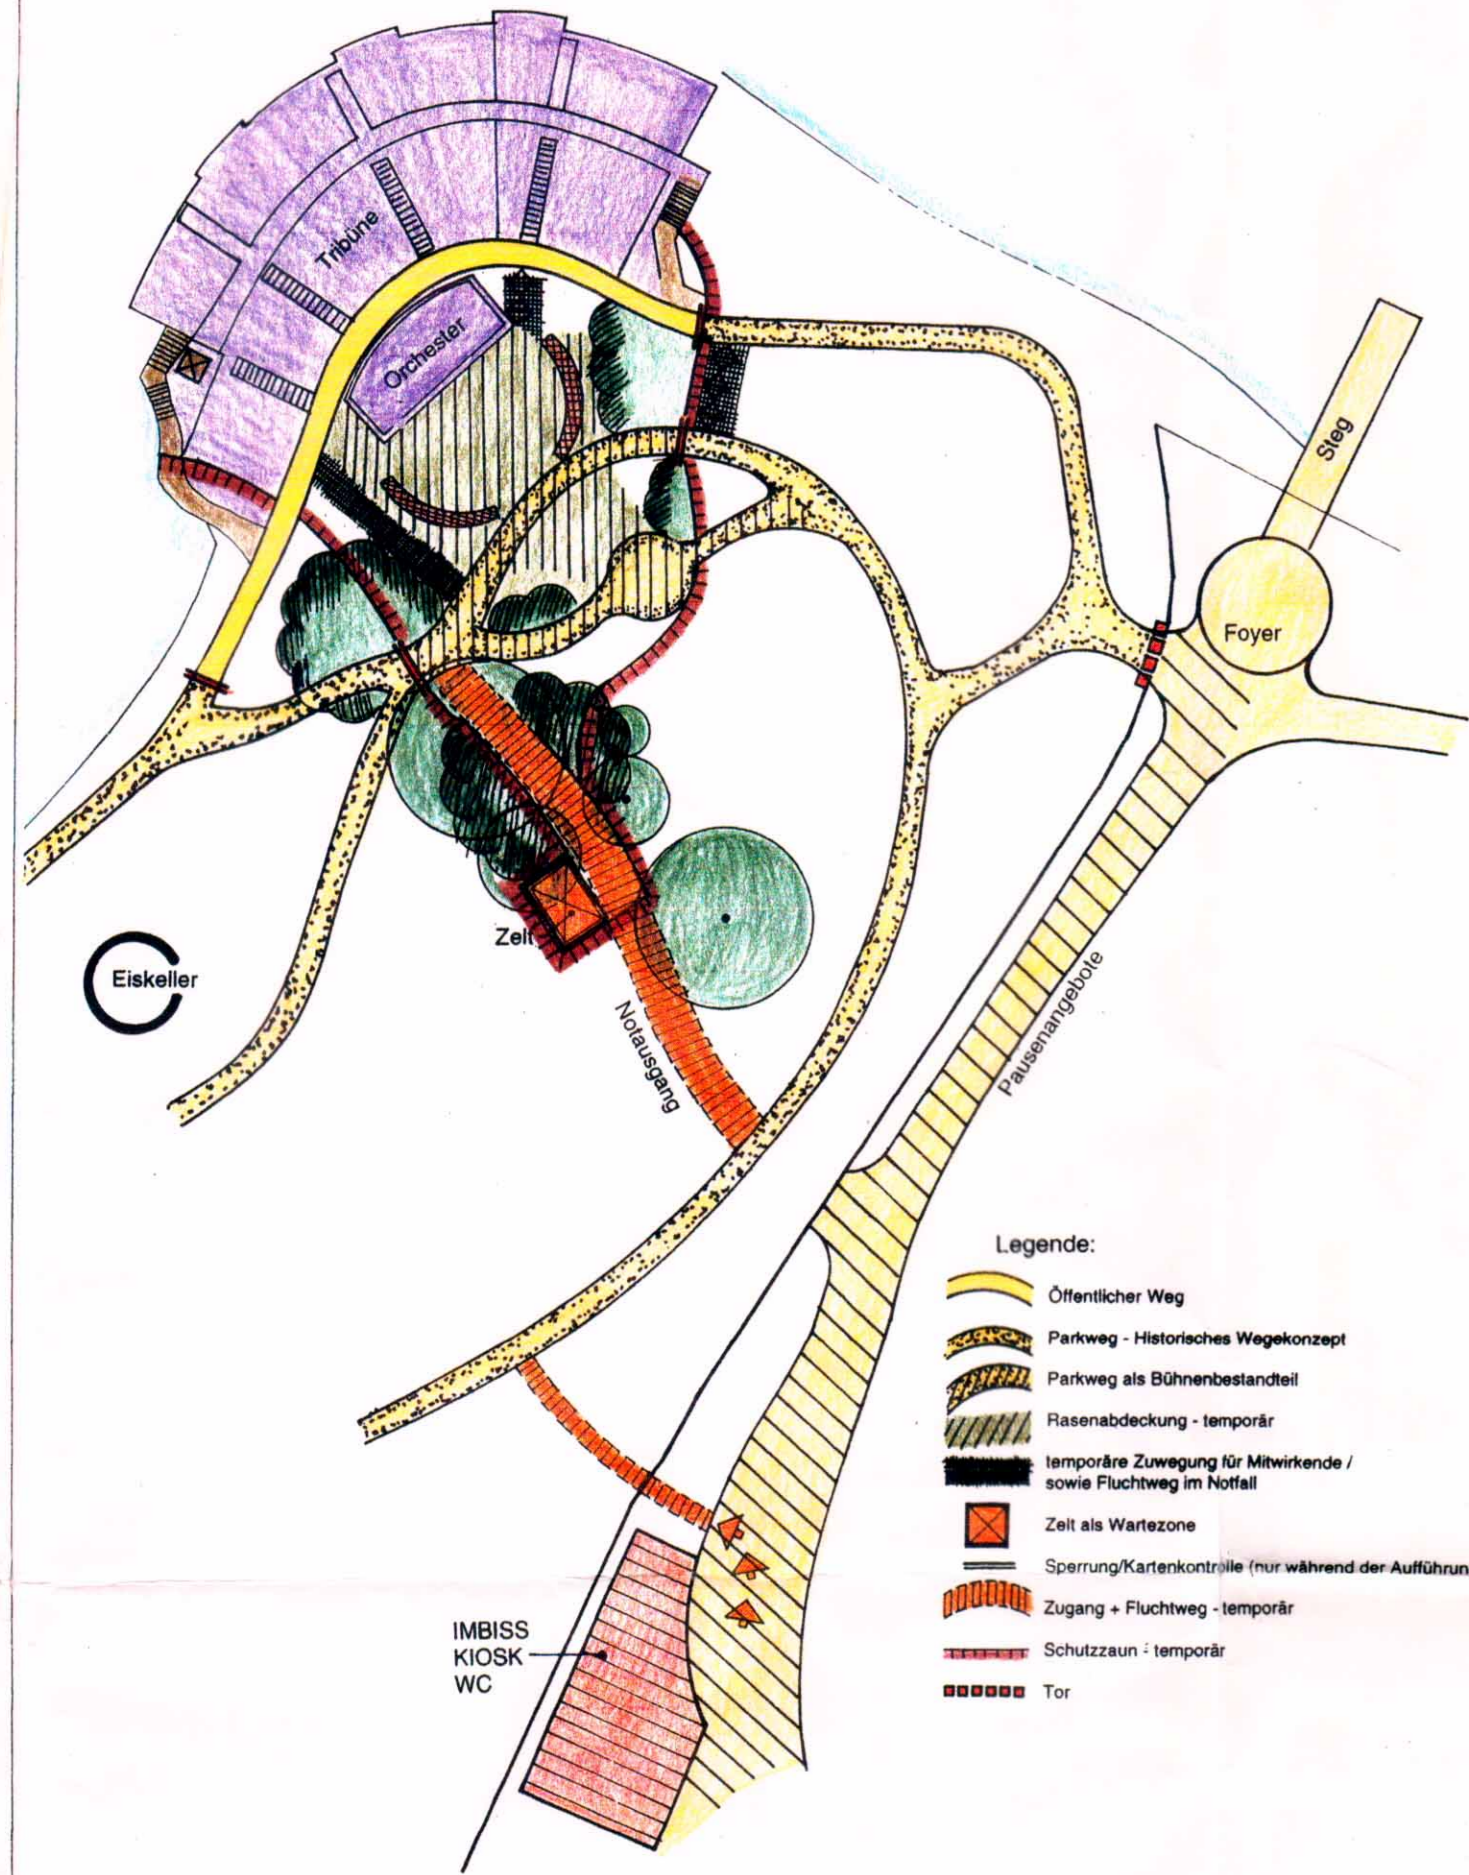 Tribüne
Orchester
Steg
Foyer
Zelt
Eiskeller
Notausgang
Pausenangebote
Legende:
Öffentlicher Weg
Parkweg - Historisches Wegekonzept
Parkweg als Bühnenbestandteil
Rasenabdeckung - temporär
temporäre Zuwegung für Mitwirkende /
sowie Fluchtweg im Notfall
Zelt als Wartezone
Sperrung/Kartenkontrolle (nur während der Aufführun
Zugang + Fluchtweg - temporär
Schutzzaun - temporär
Tor
IMBISS
KIOSK
WC